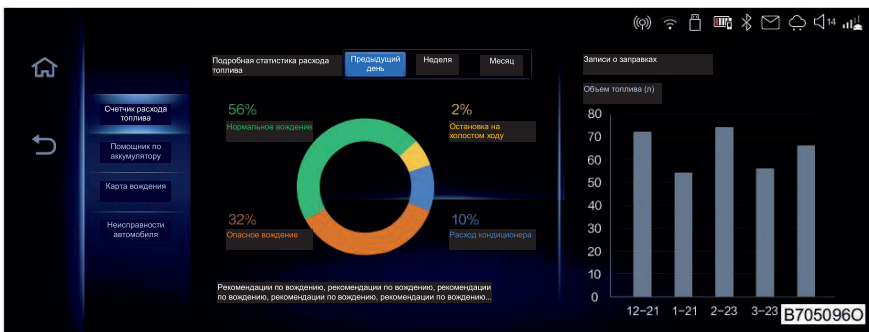 14
Подробная статистика расхода
топлива
Предыдущий
день
Неделя
Месяц
Записи о заправках
Счетчик расхода
топлива
Помощник по
аккумулятору
Карта вождения
Неисправности
автомобиля
56%
Нормальное вождение
2%
Остановка на
холостом ходу
32%
Опасное вождение
10%
Расход кондиционера
Рекомендации по вождению, рекомендации по вождению, рекомендации
по вождению, рекомендации по вождению, рекомендации по вождению...
Объем топлива (л)
80
70
60
50
40
30
20
10
0
12–21 1–21 2–23 3–23
B705096O